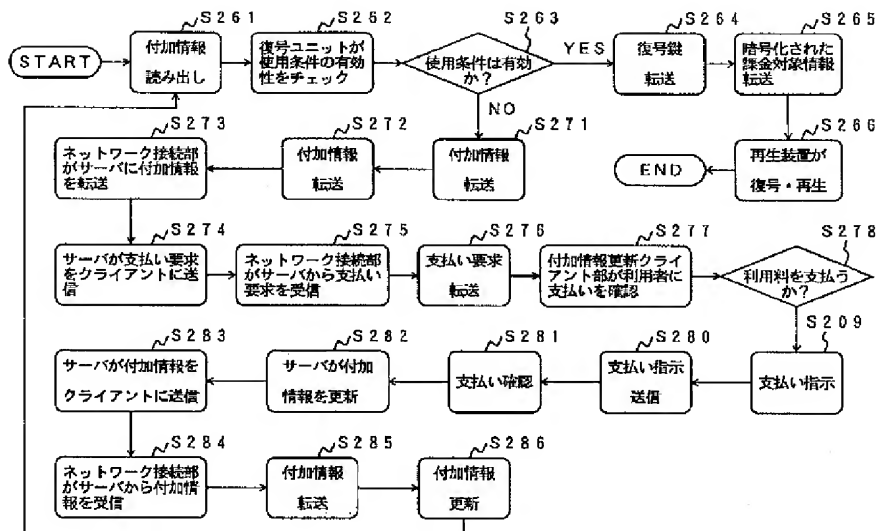 S261
S262
S263
S264
S265
START
付加情報
読み出し
復号ユニットが
使用条件の有効
性をチェック
使用条件は有効
か?
YES
復号鍵
転送
暗号化された
課金対象情報
転送
NO
S273
S272
S271
S266
ネットワーク接続部
がサーバに付加情報
を転送
付加情報
転送
付加情報
転送
END
再生装置が
復号・再生
S274
S275
S276
S277
S278
サーバが支払い要求
をクライアントに送
信
ネットワーク接続部
がサーバから支払い
要求を受信
支払い要求
転送
付加情報更新クライ
アント部が利用者に
支払いを確認
利用料を支払う
か?
S283
S282
S281
S280
S209
サーバが付加情報を
クライアントに送信
サーバが付加
情報を更新
支払い確認
支払い指示
送信
支払い指示
S284
S285
S286
ネットワーク接続部
がサーバから付加情
報を受信
付加情報
転送
付加情報
更新